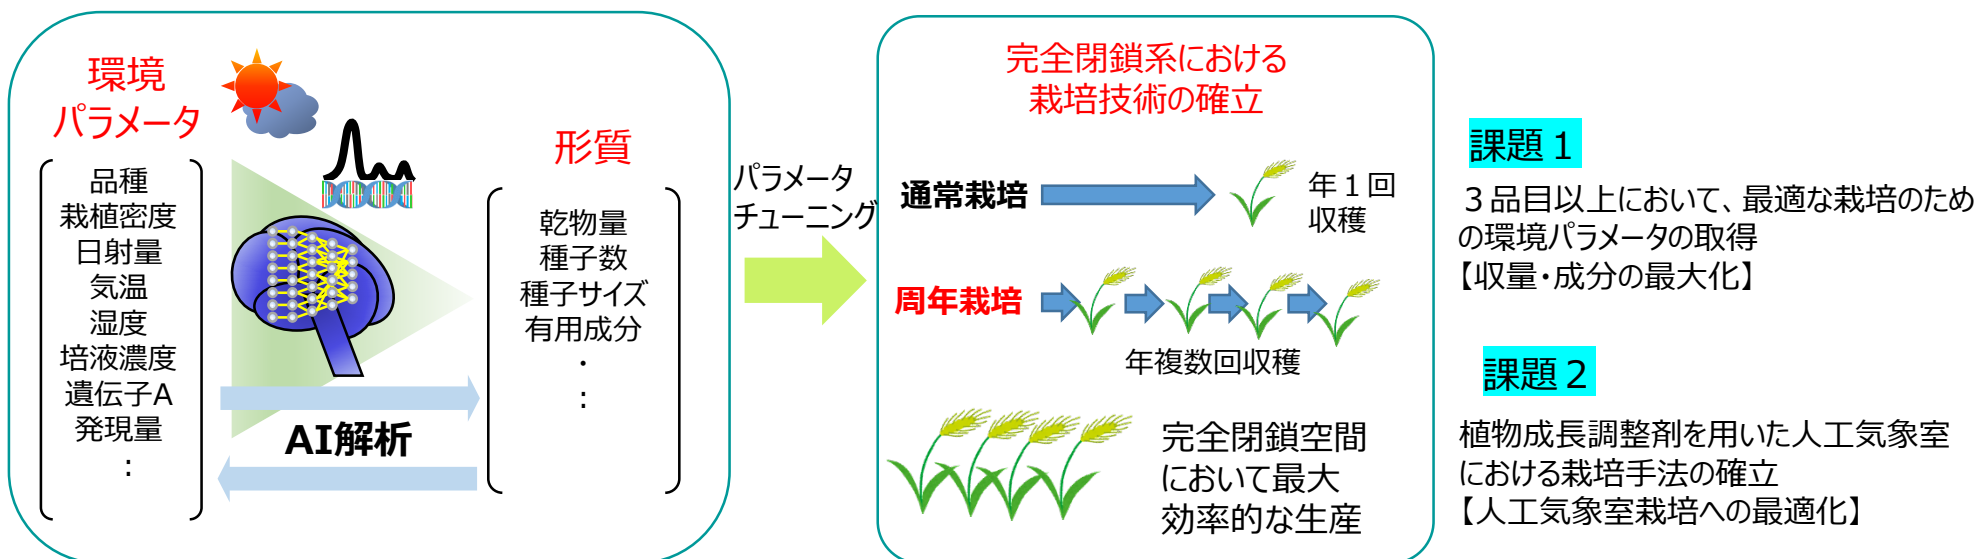 環境
パラメータ
品種
栽植密度
日射量
気温
湿度
培液濃度
遺伝子A
発現量
：
形質
乾物量
種子数
種子サイズ
有用成分
・
：
AI解析
パラメータ
チューニング
完全閉鎖系における
栽培技術の確立
通常栽培
年１回
収穫
周年栽培
年複数回収穫
完全閉鎖空間
において最大
効率的な生産
課題１
３品目以上において、最適な栽培のため
の環境パラメータの取得
【収量・成分の最大化】
課題２
植物成長調整剤を用いた人工気象室
における栽培手法の確立
【人工気象室栽培への最適化】